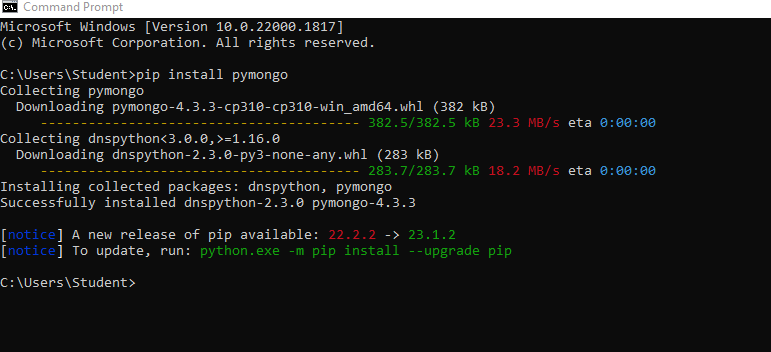 Command Prompt
Microsoft Windows [Version 10.0.22000.1817]
(c) Microsoft Corporation. All rights reserved.
C:\Users\Student>pip install pymongo
Collecting pymongo
  Downloading pymongo-4.3.3-cp310-cp310-win_amd64.whl (382 kB)
     ---------------------------------------- 382.5/382.5 kB 23.3 MB/s eta 0:00:00
Collecting dnspython<3.0.0,>=1.16.0
  Downloading dnspython-2.3.0-py3-none-any.whl (283 kB)
     ---------------------------------------- 283.7/283.7 kB 18.2 MB/s eta 0:00:00
Installing collected packages: dnspython, pymongo
Successfully installed dnspython-2.3.0 pymongo-4.3.3
[notice] A new release of pip available: 22.2.2 -> 23.1.2
[notice] To update, run: python.exe -m pip install --upgrade pip
C:\Users\Student>